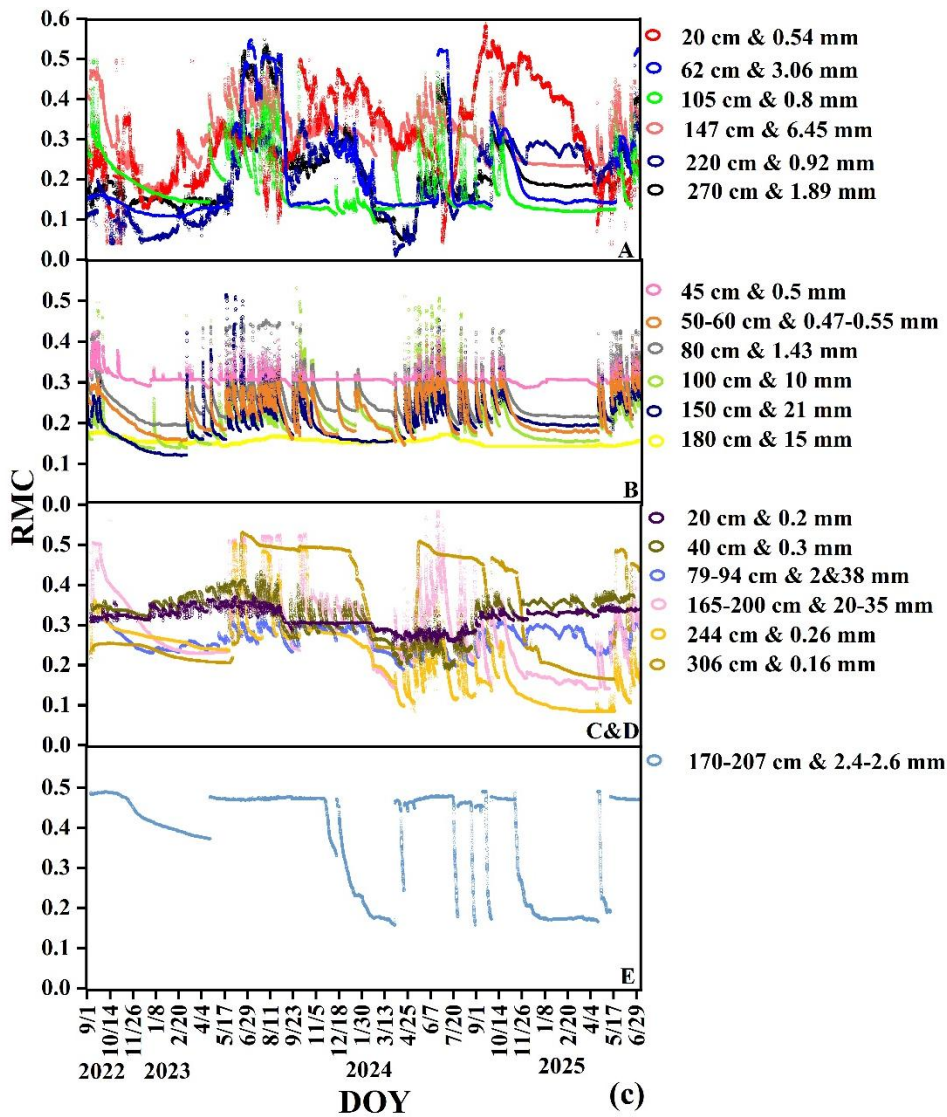 0.6
0.5
0.4
0.3
0.2
0.1
0.0
A
20 cm & 0.54 mm
62 cm & 3.06 mm
105 cm & 0.8 mm
147 cm & 6.45 mm
220 cm & 0.92 mm
270 cm & 1.89 mm
0.5
0.4
0.3
0.2
0.1
0.0
B
45 cm & 0.5 mm
50-60 cm & 0.47-0.55 mm
80 cm & 1.43 mm
100 cm & 10 mm
150 cm & 21 mm
180 cm & 15 mm
RMC
0.5
0.4
0.3
0.2
0.1
0.0
C&D
20 cm & 0.2 mm
40 cm & 0.3 mm
79-94 cm & 2&38 mm
165-200 cm & 20-35 mm
244 cm & 0.26 mm
306 cm & 0.16 mm
0.5
0.4
0.3
0.2
0.1
0.0
E
170-207 cm & 2.4-2.6 mm
9/1 10/14 11/26 1/8 2/20 4/4 5/17 6/29 8/11 9/23 11/5 12/18 1/30 3/13 4/25 6/7 7/20 9/1 10/14 11/26 1/8 2/20 4/4 5/17 6/29
2022 2023 2024 2025
DOY
(c)